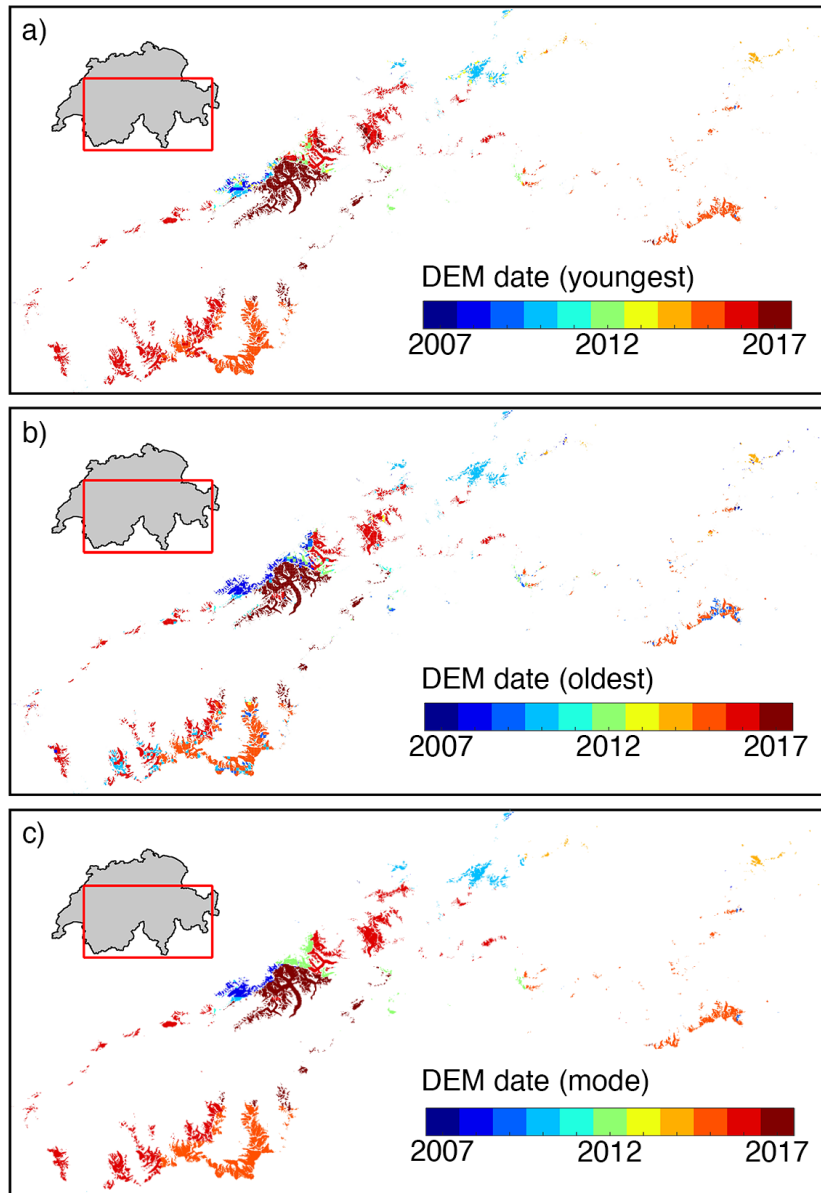 a)
DEM date (youngest)
2007 2012 2017
b)
DEM date (oldest)
2007 2012 2017
c)
DEM date (mode)
2007 2012 2017